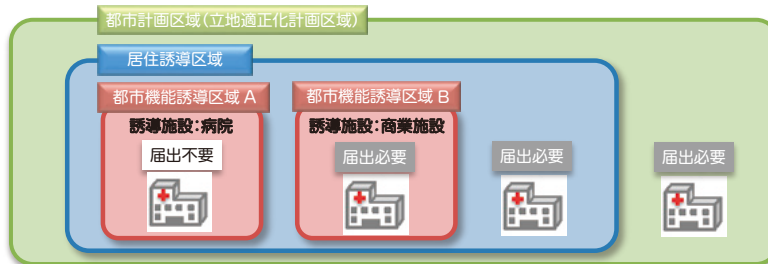 都市計画区域（立地適正化計画区域）
居住誘導区域
都市機能誘導区域 A
都市機能誘導区域 B
誘導施設：病院
誘導施設：商業施設
届出不要
届出必要
届出必要
届出必要